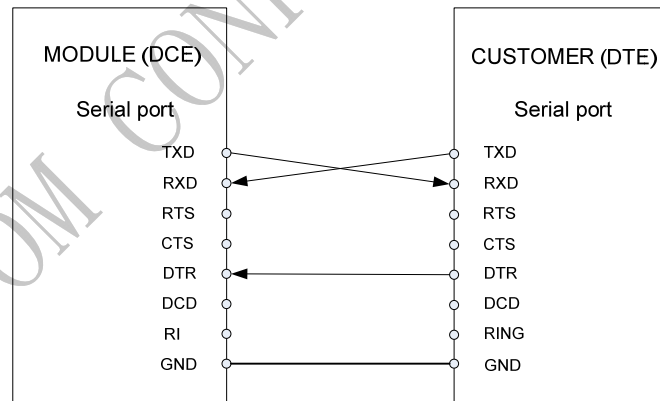 MODULE (DCE)
Serial port
TXD
RXD
RTS
CTS
DTR
DCD
RI
GND
CUSTOMER (DTE)
Serial port
TXD
RXD
RTS
CTS
DTR
DCD
RING
GND